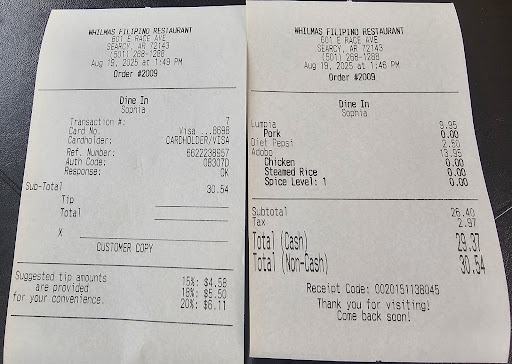 WHILMAS FILIPINO RESTAURANT
601 E RACE AVE
SEARCY, AR 72143
(501) 268-1288
Aug 19, 2025 at 1:49 PM
Order #2009
Dine In
Sophia
Transaction #: 7
Card No. Visa ...6698
Cardholder: CARDHOLDER/VISA
Ref. Number: 6622238957
Auth Code: 06307D
Response: OK
Sub-Total 30.54
Tip
Total
X
CUSTOMER COPY
Suggested tip amounts
are provided
for your convenience.
15%: $4.58
18%: $5.50
20%: $6.11
WHILMAS FILIPINO RESTAURANT
601 E RACE AVE
SEARCY, AR 72143
(501) 268-1288
Aug 19, 2025 at 1:46 PM
Order #2009
Dine In
Sophia
Lumpia 9.95
Pork 0.00
Diet Pepsi 2.50
Adobo 13.95
Chicken 0.00
Steamed Rice 0.00
Spice Level: 1 0.00
Subtotal 26.40
Tax 2.97
Total (Cash) 29.37
Total (Non-Cash) 30.54
Receipt Code: 0020151138045
Thank you for visiting!
Come back soon!